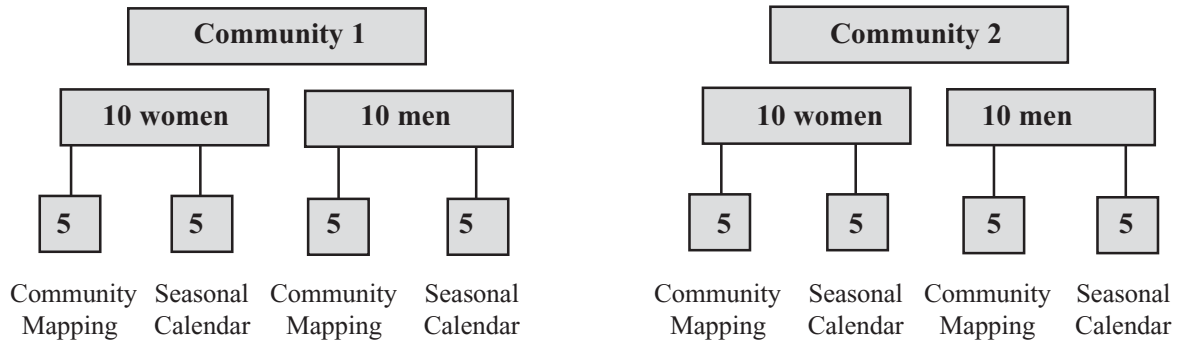 Community 1
Community 2
10 women
10 men
10 women
10 men
5
5
5
5
5
5
5
5
Community Mapping
Seasonal Calendar
Community Mapping
Seasonal Calendar
Community Mapping
Seasonal Calendar
Community Mapping
Seasonal Calendar